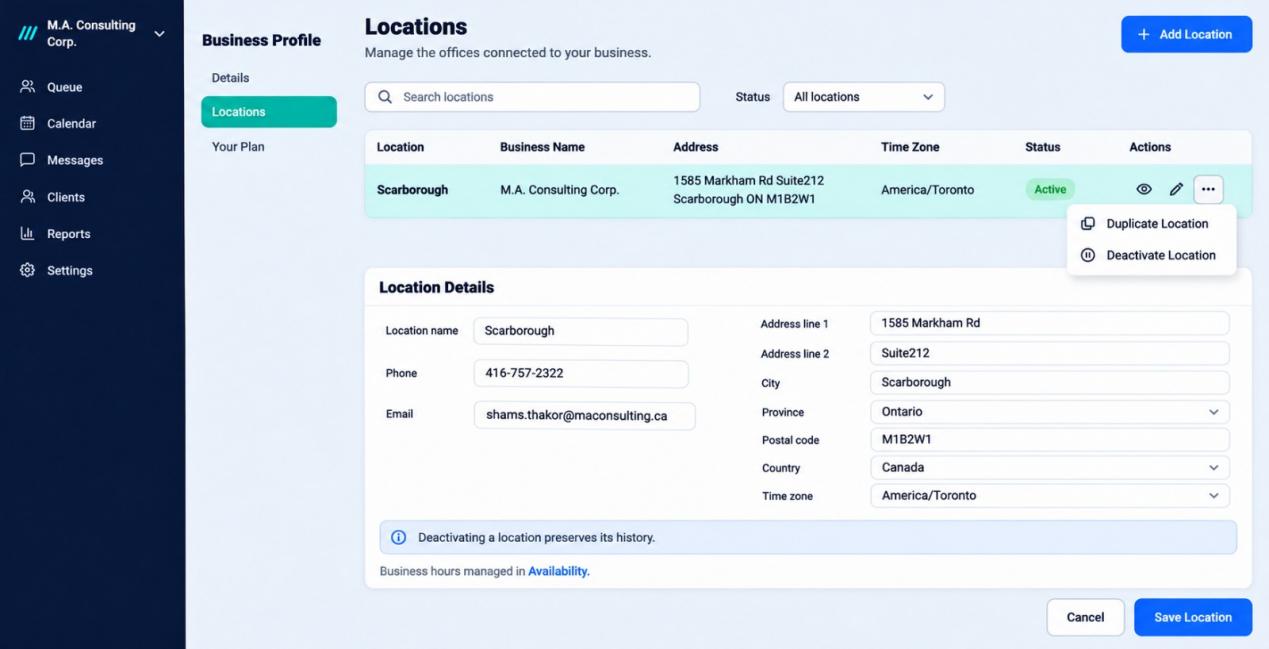 M.A. Consulting
Corp.
Queue
Calendar
Messages
Clients
Reports
Settings
Business Profile
Details
Locations
Your Plan
Locations
Manage the offices connected to your business.
Add Location
Search locations
Status
All locations
Location Business Name Address Time Zone Status Actions
Scarborough M.A. Consulting Corp. 1585 Markham Rd Suite212 America/Toronto Active
Scarborough ON M1B2W1
Duplicate Location
Deactivate Location
Location Details
Location name Scarborough
Phone 416-757-2322
Email shams.thakor@maconsulting.ca
Address line 1 1585 Markham Rd
Address line 2 Suite212
City Scarborough
Province Ontario
Postal code M1B2W1
Country Canada
Time zone America/Toronto
Deactivating a location preserves its history.
Business hours managed in Availability.
Cancel
Save Location